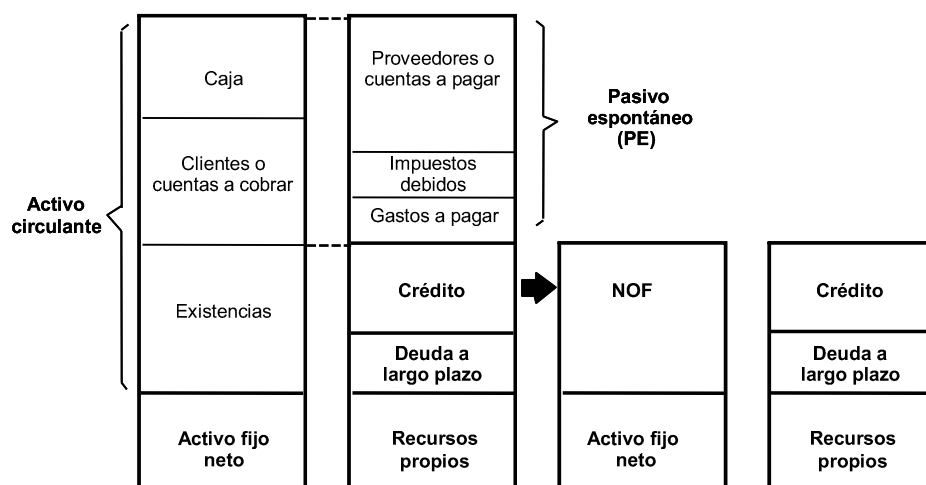 Activo
circulante
Caja
Clientes o
cuentas a cobrar
Existencias
Activo fijo
neto
Proveedores o
cuentas a pagar
Impuestos
debidos
Gastos a pagar
Crédito
Deuda a
largo plazo
Recursos
propios
Pasivo
espontáneo
(PE)
NOF
Activo fijo
neto
Crédito
Deuda a
largo plazo
Recursos
propios